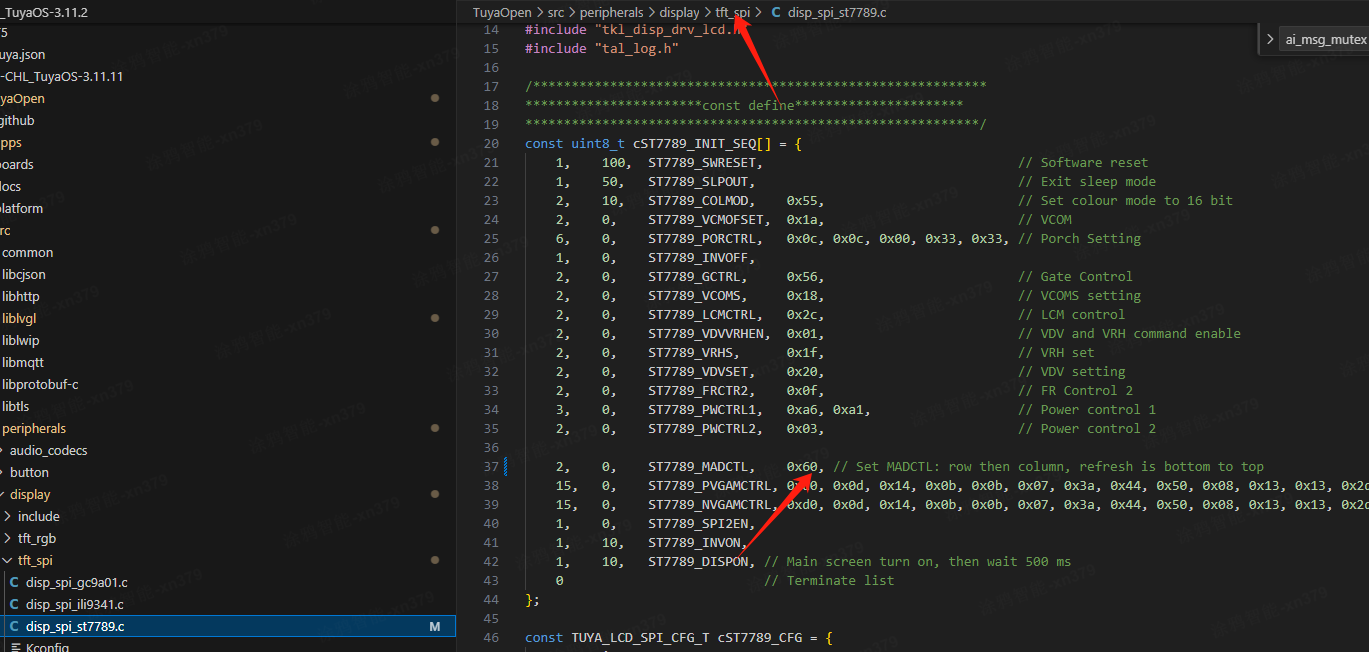 _TuyaOS-3.11.2
75
uya.json
-CHL_TuyaOS-3.11.11
yaOpen
github
pps
boards
docs
platform
rc
common
libcjson
libhttp
liblvgl
liblwip
libmqtt
libprotobuf-c
libtls
peripherals
audio_codecs
button
display
include
tft_rgb
tft_spi
C disp_spi_gc9a01.c
C disp_spi_ili9341.c
C disp_spi_st7789.c M
Kconfig
TuyaOpen > src > peripherals > display > tft_spi > C disp_spi_st7789.c
ai_msg_mutex
14 #include "tkl_disp_drv_lcd.h"
15 #include "tal_log.h"
16
17 /***********************************************************
18 ***********************const define**********************
19 ***********************************************************/
20 const uint8_t cST7789_INIT_SEQ[] = {
21 1, 100, ST7789_SWRESET, // Software reset
22 1, 50, ST7789_SLPOUT, // Exit sleep mode
23 2, 10, ST7789_COLMOD, 0x55, // Set colour mode to 16 bit
24 2, 0, ST7789_VCMOFSET, 0x1a, // VCOM
25 6, 0, ST7789_PORCTRL, 0x0c, 0x0c, 0x00, 0x33, 0x33, // Porch Setting
26 1, 0, ST7789_INVOFF,
27 2, 0, ST7789_GCTRL, 0x56, // Gate Control
28 2, 0, ST7789_VCOMS, 0x18, // VCOMS setting
29 2, 0, ST7789_LCMCTRL, 0x2c, // LCM control
30 2, 0, ST7789_VDVVRHEN, 0x01, // VDV and VRH command enable
31 2, 0, ST7789_VRHS, 0x1f, // VRH set
32 2, 0, ST7789_VDVSET, 0x20, // VDV setting
33 2, 0, ST7789_FRCTR2, 0x0f, // FR Control 2
34 3, 0, ST7789_PWCTRL1, 0xa6, 0xa1, // Power control 1
35 2, 0, ST7789_PWCTRL2, 0x03, // Power control 2
36
37 2, 0, ST7789_MADCTL, 0x60, // Set MADCTL: row then column, refresh is bottom to top
38 15, 0, ST7789_PVGAMCTRL, 0xd0, 0x0d, 0x14, 0x0b, 0x0b, 0x07, 0x3a, 0x44, 0x50, 0x08, 0x13, 0x13, 0x2d
39 15, 0, ST7789_NVGAMCTRL, 0xd0, 0x0d, 0x14, 0x0b, 0x0b, 0x07, 0x3a, 0x44, 0x50, 0x08, 0x13, 0x13, 0x2d
40 1, 0, ST7789_SPI2EN,
41 1, 10, ST7789_INVON,
42 1, 10, ST7789_DISPON, // Main screen turn on, then wait 500 ms
43 0 // Terminate list
44 };
45
46 const TUYA_LCD_SPI_CFG_T cST7789_CFG = {